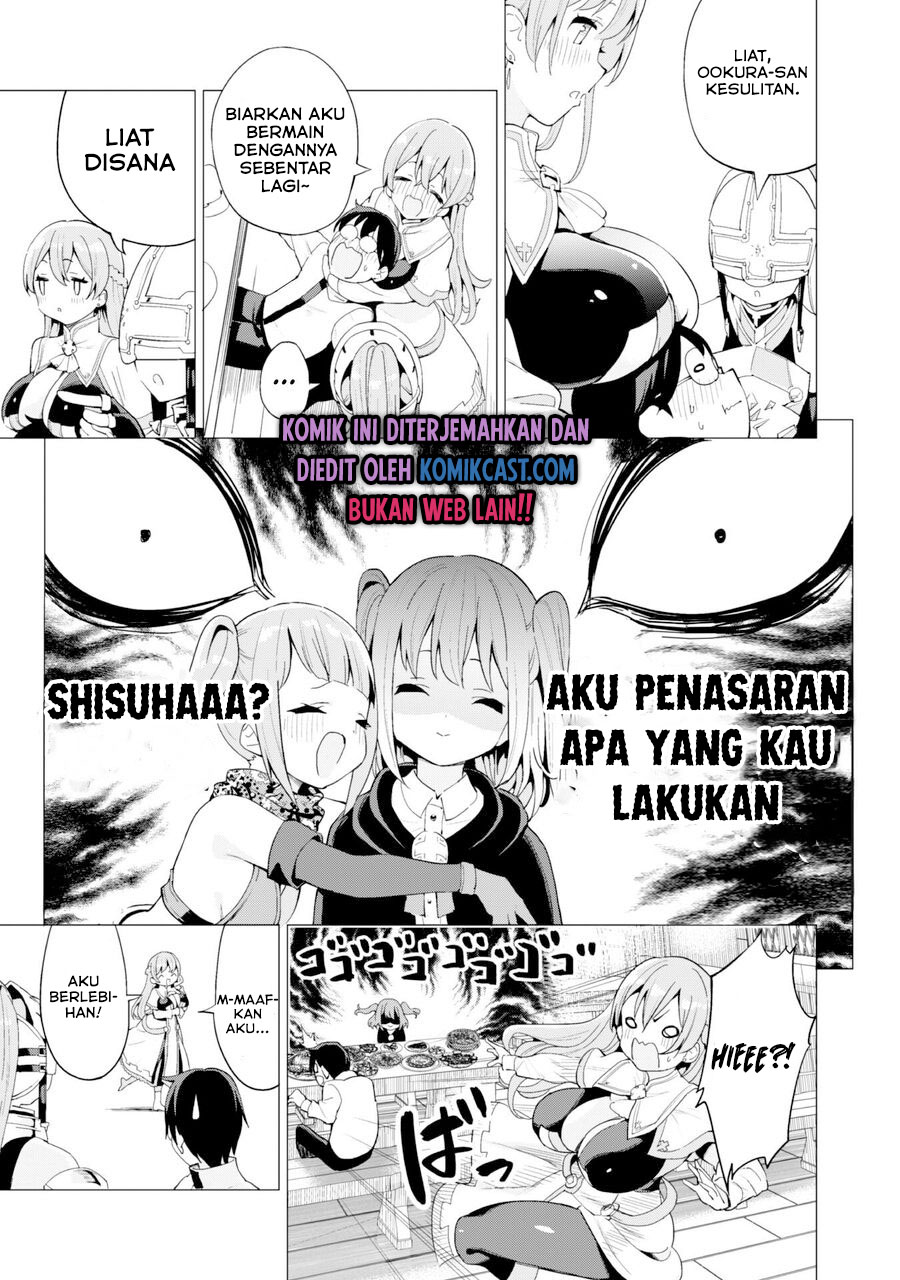 LIAT,
OOKURA-SAN
KESULITAN.
BIARKAN AKU
BERMAIN
DENGANNYA
SEBENTAR
LAGI~
...
LIAT
DISANA
KOMIK INI DITERJEMAHKAN DAN
DIEDIT OLEH KOMIKCAST.COM
BUKAN WEB LAIN!!
AKU PENASARAN
APA YANG KAU
LAKUKAN
SHISUHAAA?
HIEEE?!
ゴゴゴゴゴゴゴゴ
ばっ
M-MAAF-
KAN
AKU...
AKU
BERLEBI-
HAN!